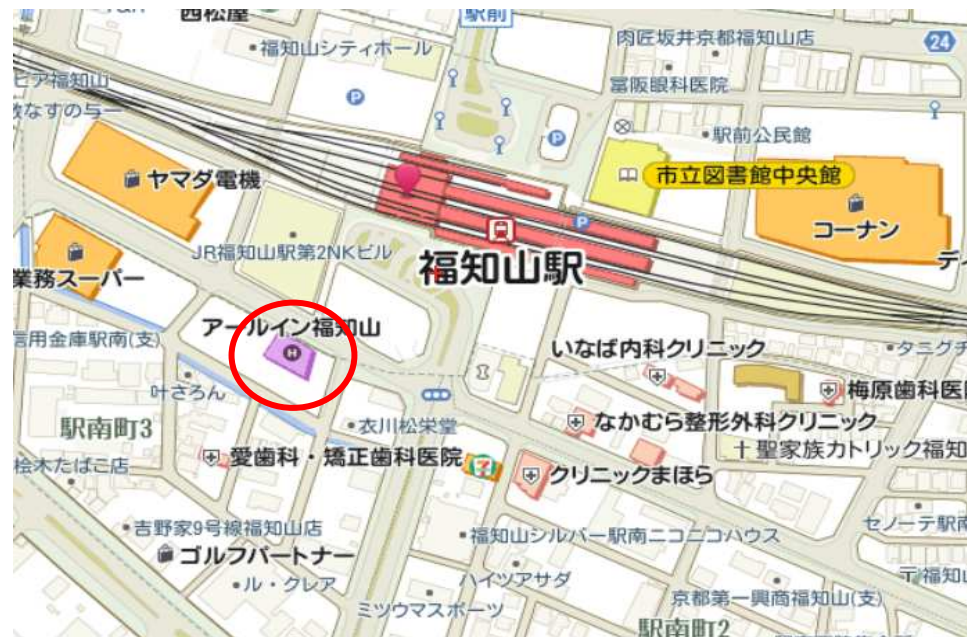 西松屋
駅前
福知山シティホール
肉匠坂井京都福知山店
24
冨阪眼科医院
ピア福知山
なすの与一
P
P
駅前公民館
ヤマダ電機
市立図書館中央館
P
コーナン
JR福知山駅第2NKビル
福知山駅
業務スーパー
デ
アールイン福知山
H
信用金庫駅南(支)
いなば内科クリニック
タニグチ
叶さろん
梅原歯科医
駅南町3
衣川松栄堂
なかむら整形外科クリニック
聖家族カトリック福知
桧木たばこ店
愛歯科・矯正歯科医院
7
クリニックまほら
吉野家9号線福知山店
福知山シルバー駅南ニコニコハウス
セノーテ駅南
ゴルフパートナー
ル・クレア
ハイツアサダ
福知山
ミツウマスポーツ
京都第一興商福知山(支)
駅南町2